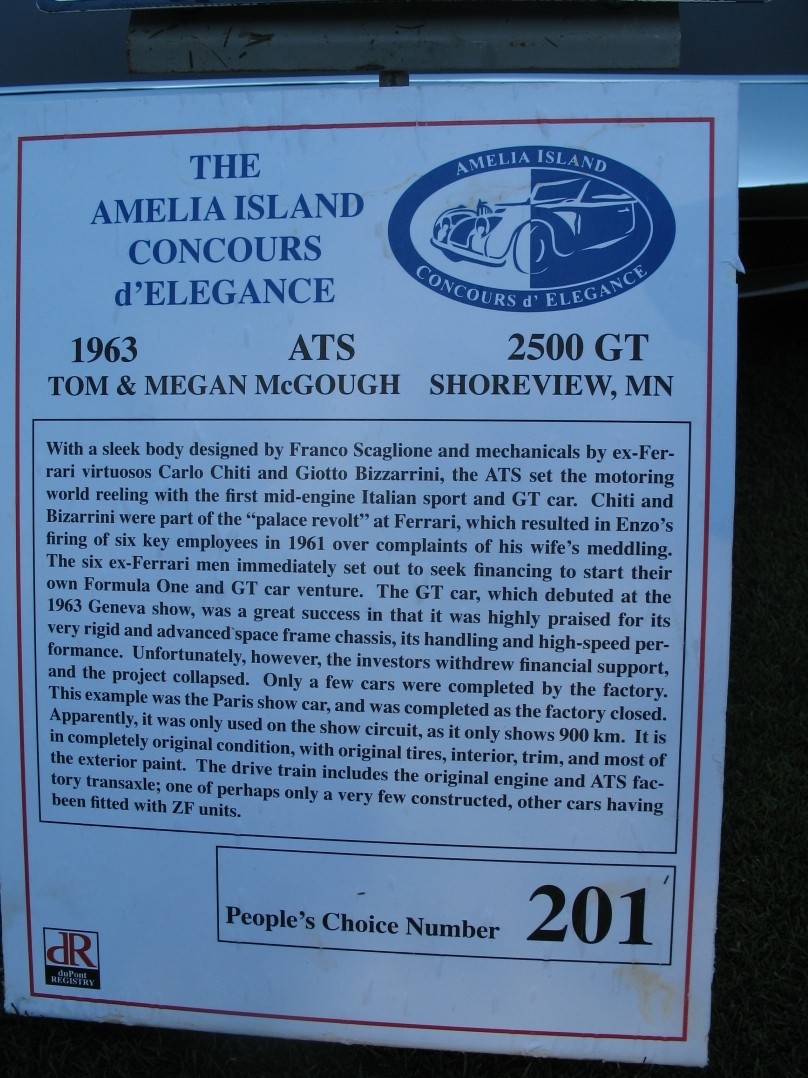 THE
AMELIA ISLAND
CONCOURS
d'ELEGANCE
AMELIA ISLAND
CONCOURS d' ELEGANCE
1963 ATS 2500 GT
TOM & MEGAN McGOUGH SHOREVIEW, MN
With a sleek body designed by Franco Scaglione and mechanicals by ex-Fer-
rari virtuosos Carlo Chiti and Giotto Bizzarrini, the ATS set the motoring
world reeling with the first mid-engine Italian sport and GT car. Chiti and
Bizarrini were part of the “palace revolt” at Ferrari, which resulted in Enzo’s
firing of six key employees in 1961 over complaints of his wife’s meddling.
The six ex-Ferrari men immediately set out to seek financing to start their
own Formula One and GT car venture. The GT car, which debuted at the
1963 Geneva show, was a great success in that it was highly praised for its
very rigid and advanced space frame chassis, its handling and high-speed per-
formance. Unfortunately, however, the investors withdrew financial support,
and the project collapsed. Only a few cars were completed by the factory.
This example was the Paris show car, and was completed as the factory closed.
Apparently, it was only used on the show circuit, as it only shows 900 km. It is
in completely original condition, with original tires, interior, trim, and most of
the exterior paint. The drive train includes the original engine and ATS fac-
tory transaxle; one of perhaps only a very few constructed, other cars having
been fitted with ZF units.
People’s Choice Number 201
dR
duPont
REGISTRY